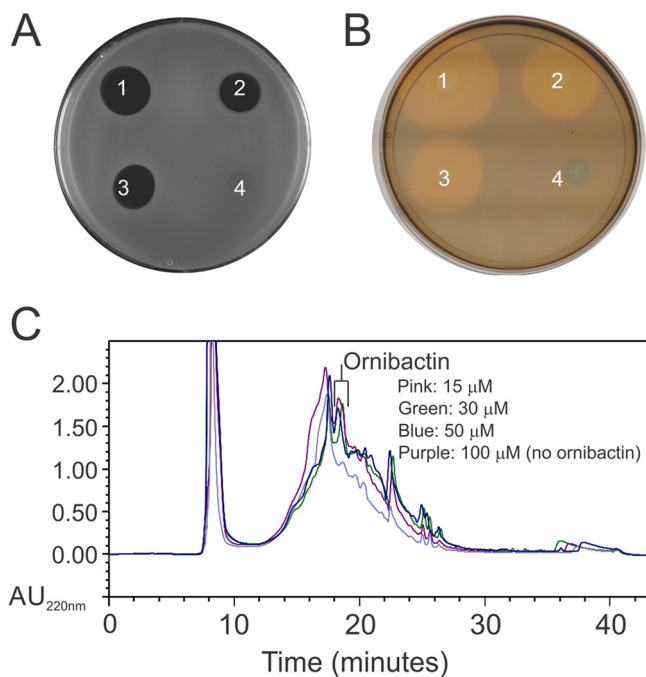 A
B
1
2
3
4
1
2
3
4
C
Ornibactin
Pink: 15 μM
Green: 30 μM
Blue: 50 μM
Purple: 100 μM (no ornibactin)
2.00
1.50
1.00
0.50
0.00
AU220nm
0
10
20
30
40
Time (minutes)